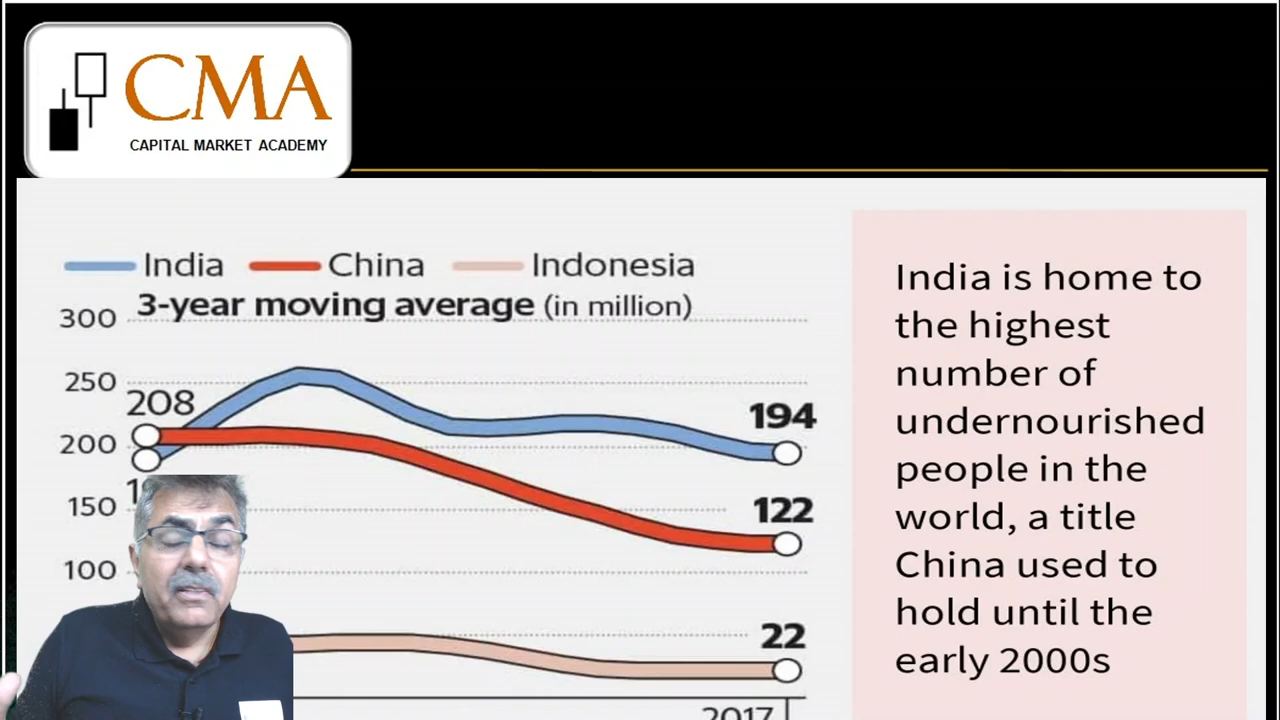 CMA
CAPITAL MARKET ACADEMY
India China Indonesia
3-year moving average (in million)
300
250
208
200
194
150
122
100
22
2017
India is home to
the highest
number of
undernourished
people in the
world, a title
China used to
hold until the
early 2000s